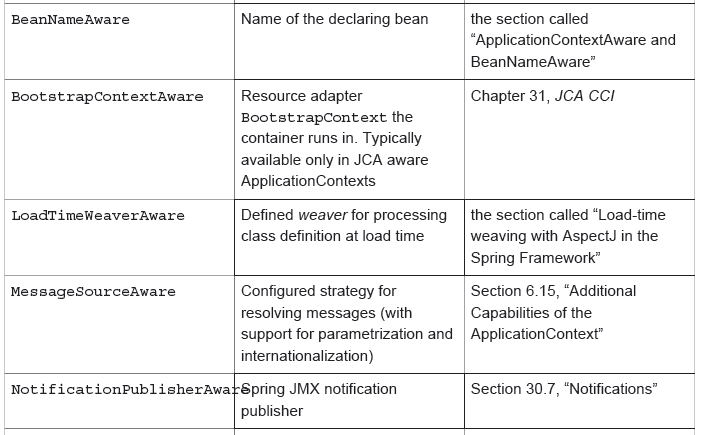 BeanNameAware
Name of the declaring bean
the section called
“ApplicationContextAware and
BeanNameAware”
BootstrapContextAware
Resource adapter
BootstrapContext the
container runs in. Typically
available only in JCA aware
ApplicationContexts
Chapter 31, JCA CCI
LoadTimeWeaverAware
Defined weaver for processing
class definition at load time
the section called “Load-time
weaving with AspectJ in the
Spring Framework”
MessageSourceAware
Configured strategy for
resolving messages (with
support for parametrization and
internationalization)
Section 6.15, “Additional
Capabilities of the
ApplicationContext”
NotificationPublisherAware
Spring JMX notification
publisher
Section 30.7, “Notifications”